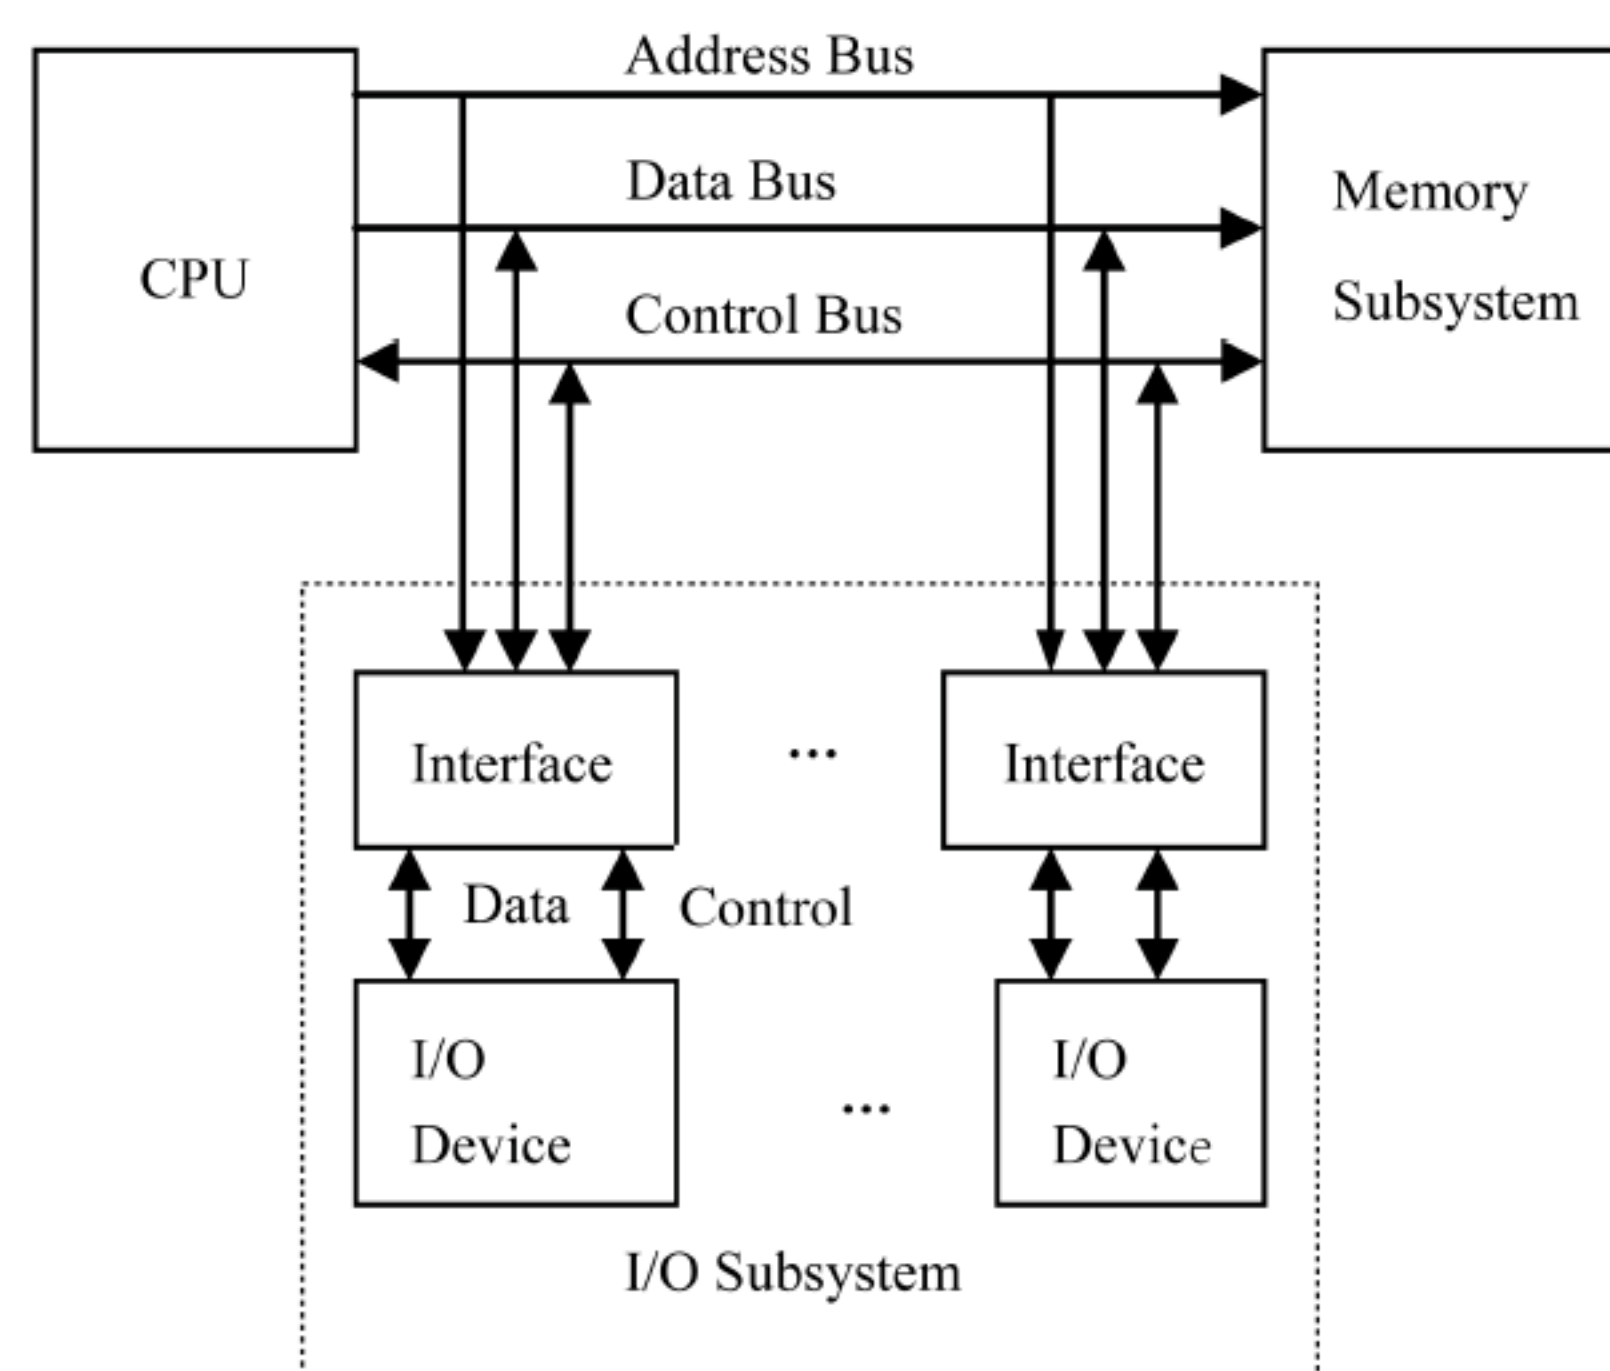 Address Bus
Data Bus
Control Bus
CPU
Memory
Subsystem
Interface
...
Interface
Data
Control
I/O
Device
...
I/O
Device
I/O Subsystem